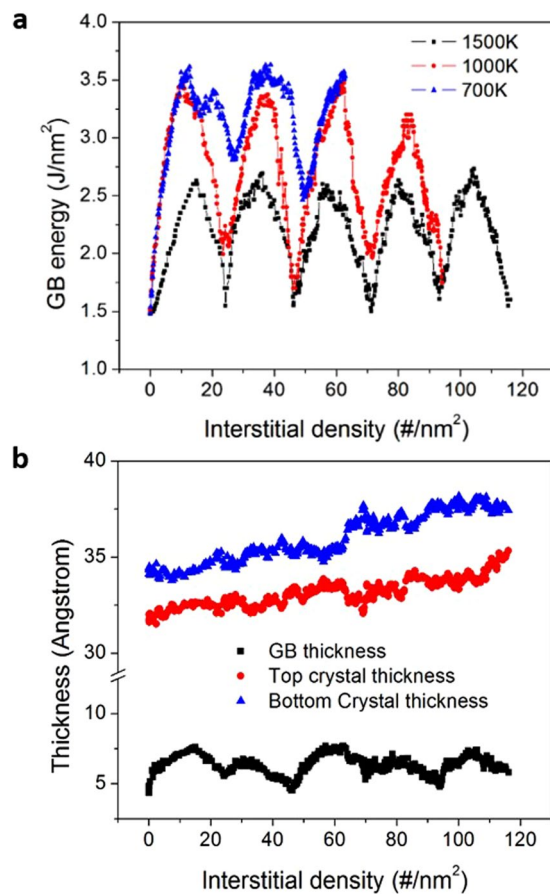 a
4.0
3.5
3.0
2.5
2.0
1.5
1.0
GB energy (J/nm²)
1500K
1000K
700K
0 20 40 60 80 100 120
Interstitial density (#/nm²)
b
40
35
30
7.5
5
Thickness (Angstrom)
GB thickness
Top crystal thickness
Bottom Crystal thickness
0 20 40 60 80 100 120
Interstitial density (#/nm²)